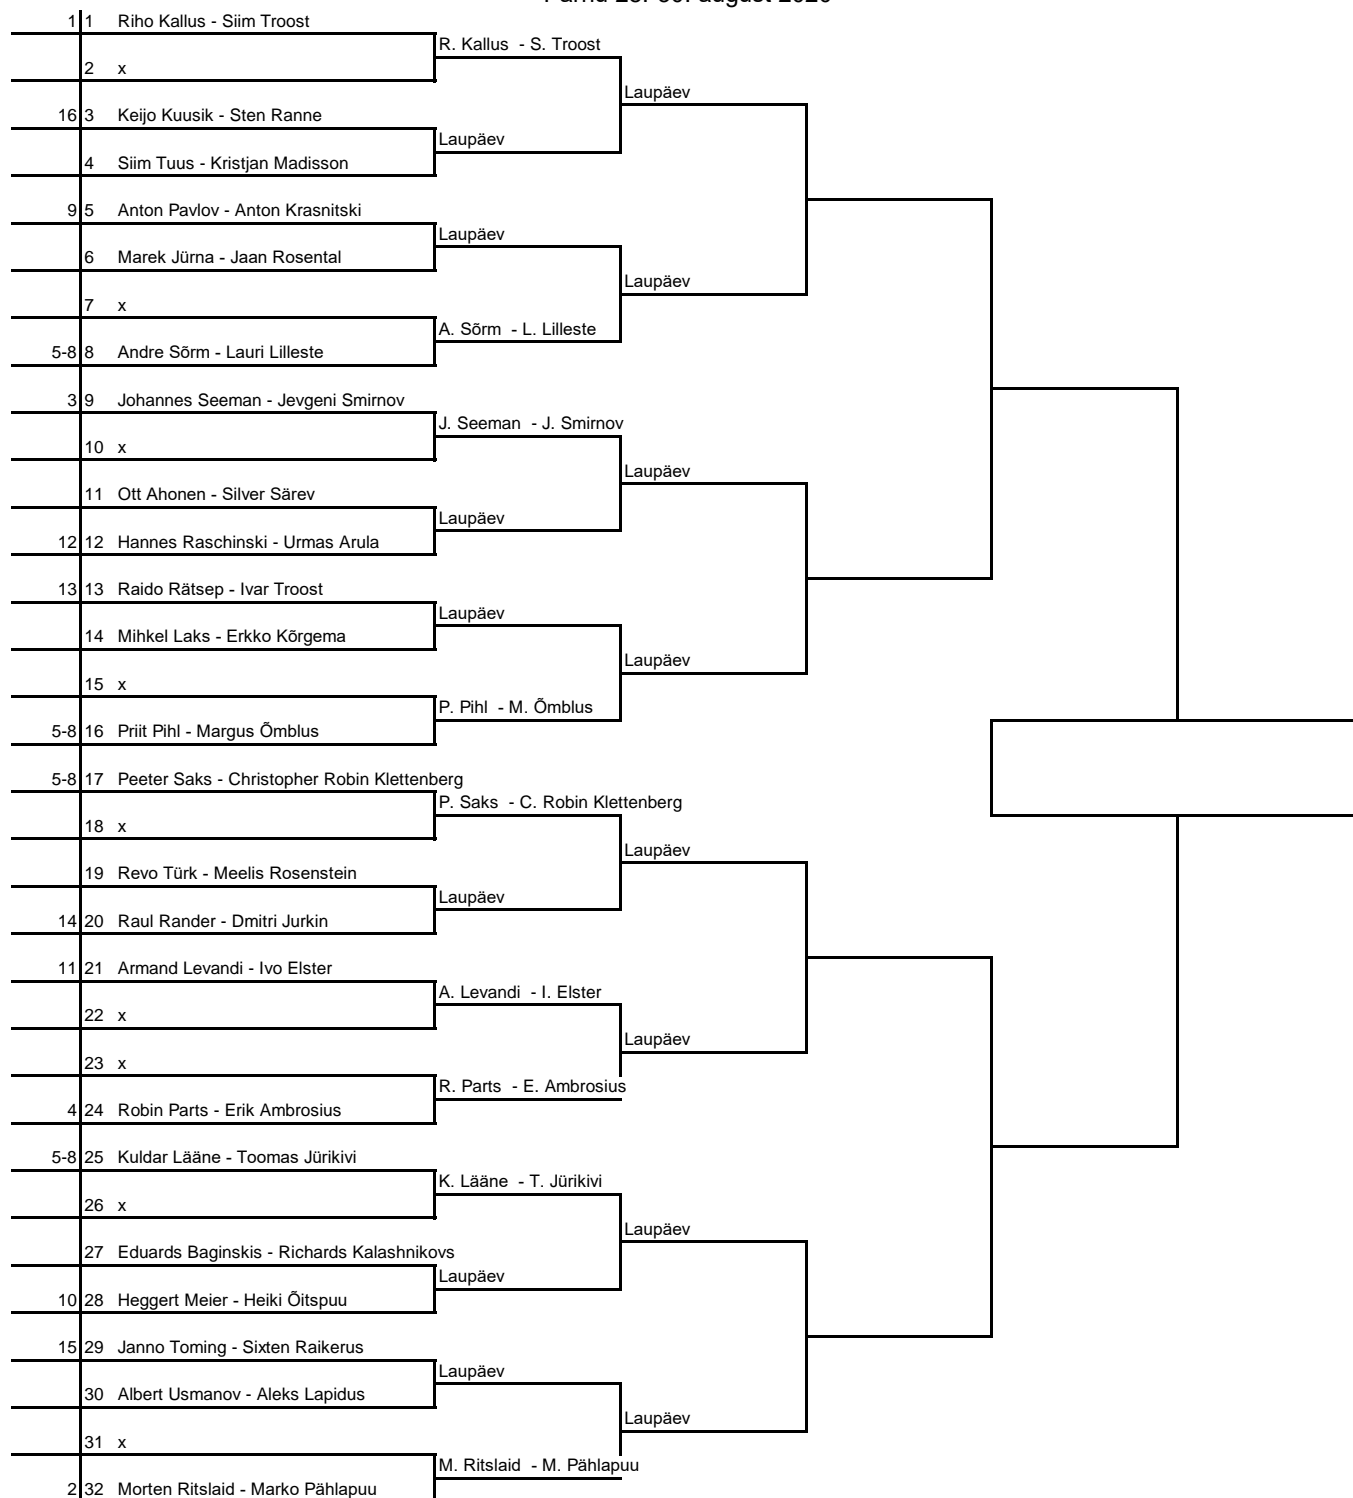 1 1 Riho Kallus - Siim Troost
R. Kallus - S. Troost
2 x
Laupäev
16 3 Keijo Kuusik - Sten Ranne
Laupäev
4 Siim Tuus - Kristjan Madisson
9 5 Anton Pavlov - Anton Krasnitski
Laupäev
6 Marek Jürna - Jaan Rosental
Laupäev
7 x
A. Sõrm - L. Lilleste
5-8 8 Andre Sõrm - Lauri Lilleste
3 9 Johannes Seeman - Jevgeni Smirnov
J. Seeman - J. Smirnov
10 x
Laupäev
11 Ott Ahonen - Silver Särev
Laupäev
12 12 Hannes Raschinski - Urmas Arula
13 13 Raido Rätsep - Ivar Troost
Laupäev
14 Mihkel Laks - Erkko Kõrgema
Laupäev
15 x
P. Pihl - M. Õmblus
5-8 16 Priit Pihl - Margus Õmblus
5-8 17 Peeter Saks - Christopher Robin Klettenberg
P. Saks - C. Robin Klettenberg
18 x
Laupäev
19 Revo Türk - Meelis Rosenstein
Laupäev
14 20 Raul Rander - Dmitri Jurkin
11 21 Armand Levandi - Ivo Elster
A. Levandi - I. Elster
22 x
Laupäev
23 x
R. Parts - E. Ambrosius
4 24 Robin Parts - Erik Ambrosius
5-8 25 Kuldar Lääne - Toomas Jürikivi
K. Lääne - T. Jürikivi
26 x
Laupäev
27 Eduards Baginskis - Richards Kalashnikovs
Laupäev
10 28 Heggert Meier - Heiki Õitspuu
15 29 Janno Toming - Sixten Raikerus
Laupäev
30 Albert Usmanov - Aleks Lapidus
Laupäev
31 x
M. Ritslaid - M. Pählapuu
2 32 Morten Ritslaid - Marko Pählapuu